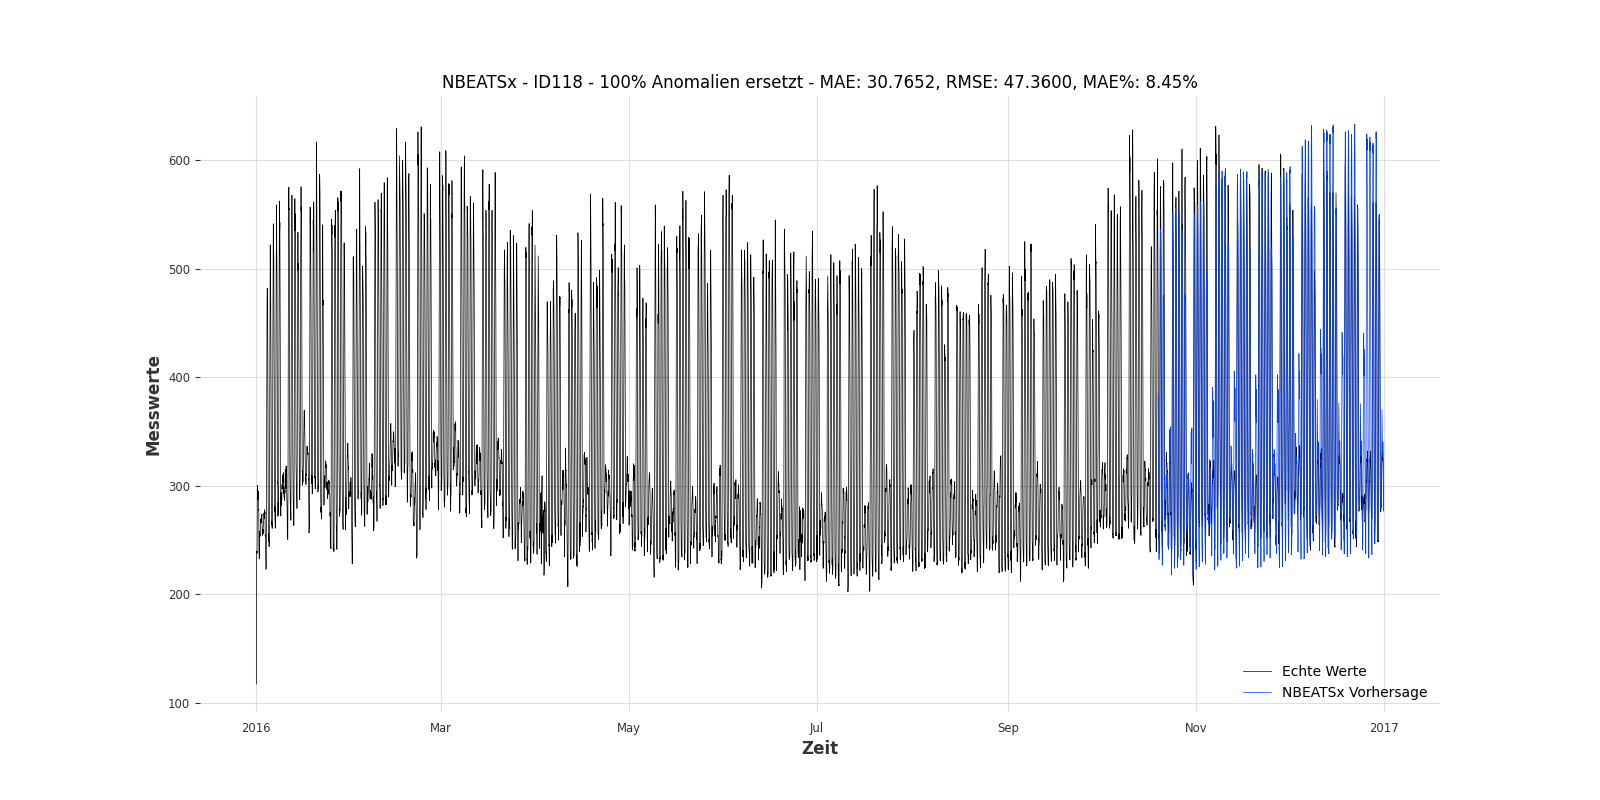 NBEATSx - ID118 - 100% Anomalien ersetzt - MAE: 30.7652, RMSE: 47.3600, MAE%: 8.45%
600
500
400
300
200
100
Messwerte
2016
Mar
May
Jul
Sep
Nov
2017
Zeit
Echte Werte
NBEATSx Vorhersage